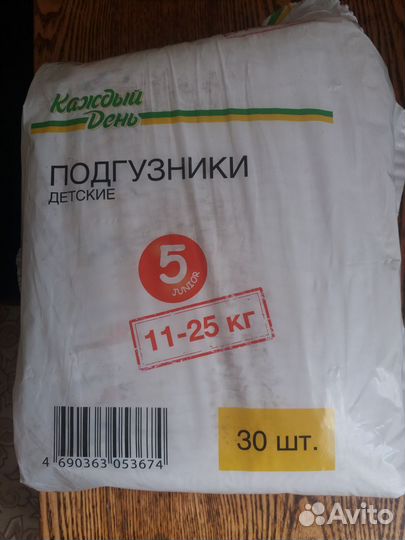 Каждый
День
ПОДГУЗНИКИ
ДЕТСКИЕ
5
JUNIOR
11-25 кг
30 шт.
4 690363 053674
Avito